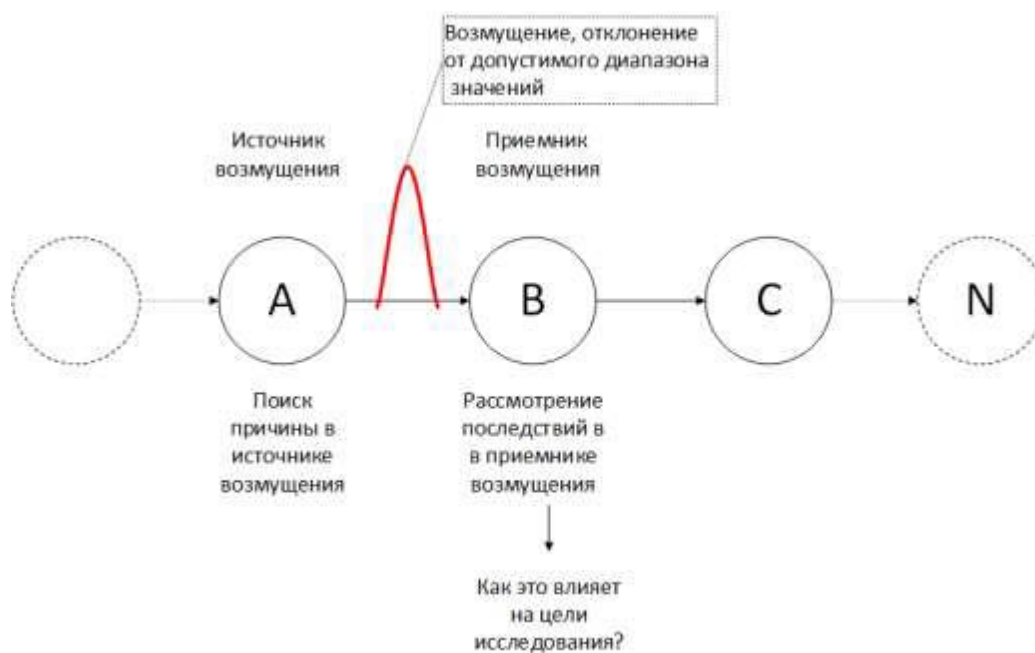 Возмущение, отклонение
от допустимого диапазона
значений
Источник
возмущения
Приемник
возмущения
A
B
C
N
Поиск
причины в
источнике
возмущения
Рассмотрение
последствий в
в приемнике
возмущения
Как это влияет
на цели
исследования?